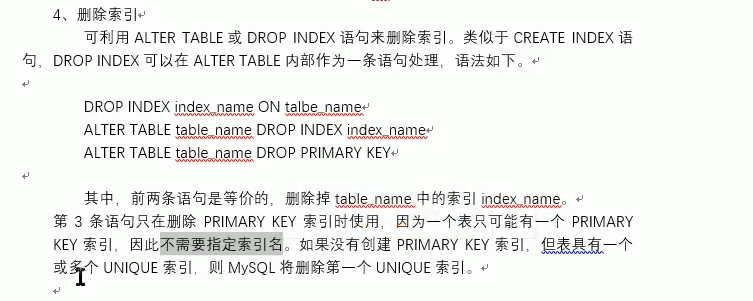 4、删除索引
可利用 ALTER TABLE 或 DROP INDEX 语句来删除索引。类似于 CREATE INDEX 语
句，DROP INDEX 可以在 ALTER TABLE 内部作为一条语句处理，语法如下。
DROP INDEX index_name ON talbe_name
ALTER TABLE table_name DROP INDEX index_name
ALTER TABLE table_name DROP PRIMARY KEY
其中，前两条语句是等价的，删除掉 table_name 中的索引 index_name。
第 3 条语句只在删除 PRIMARY KEY 索引时使用，因为一个表只可能有一个 PRIMARY
KEY 索引，因此不需要指定索引名。如果没有创建 PRIMARY KEY 索引，但表具有一个
或多个 UNIQUE 索引，则 MySQL 将删除第一个 UNIQUE 索引。